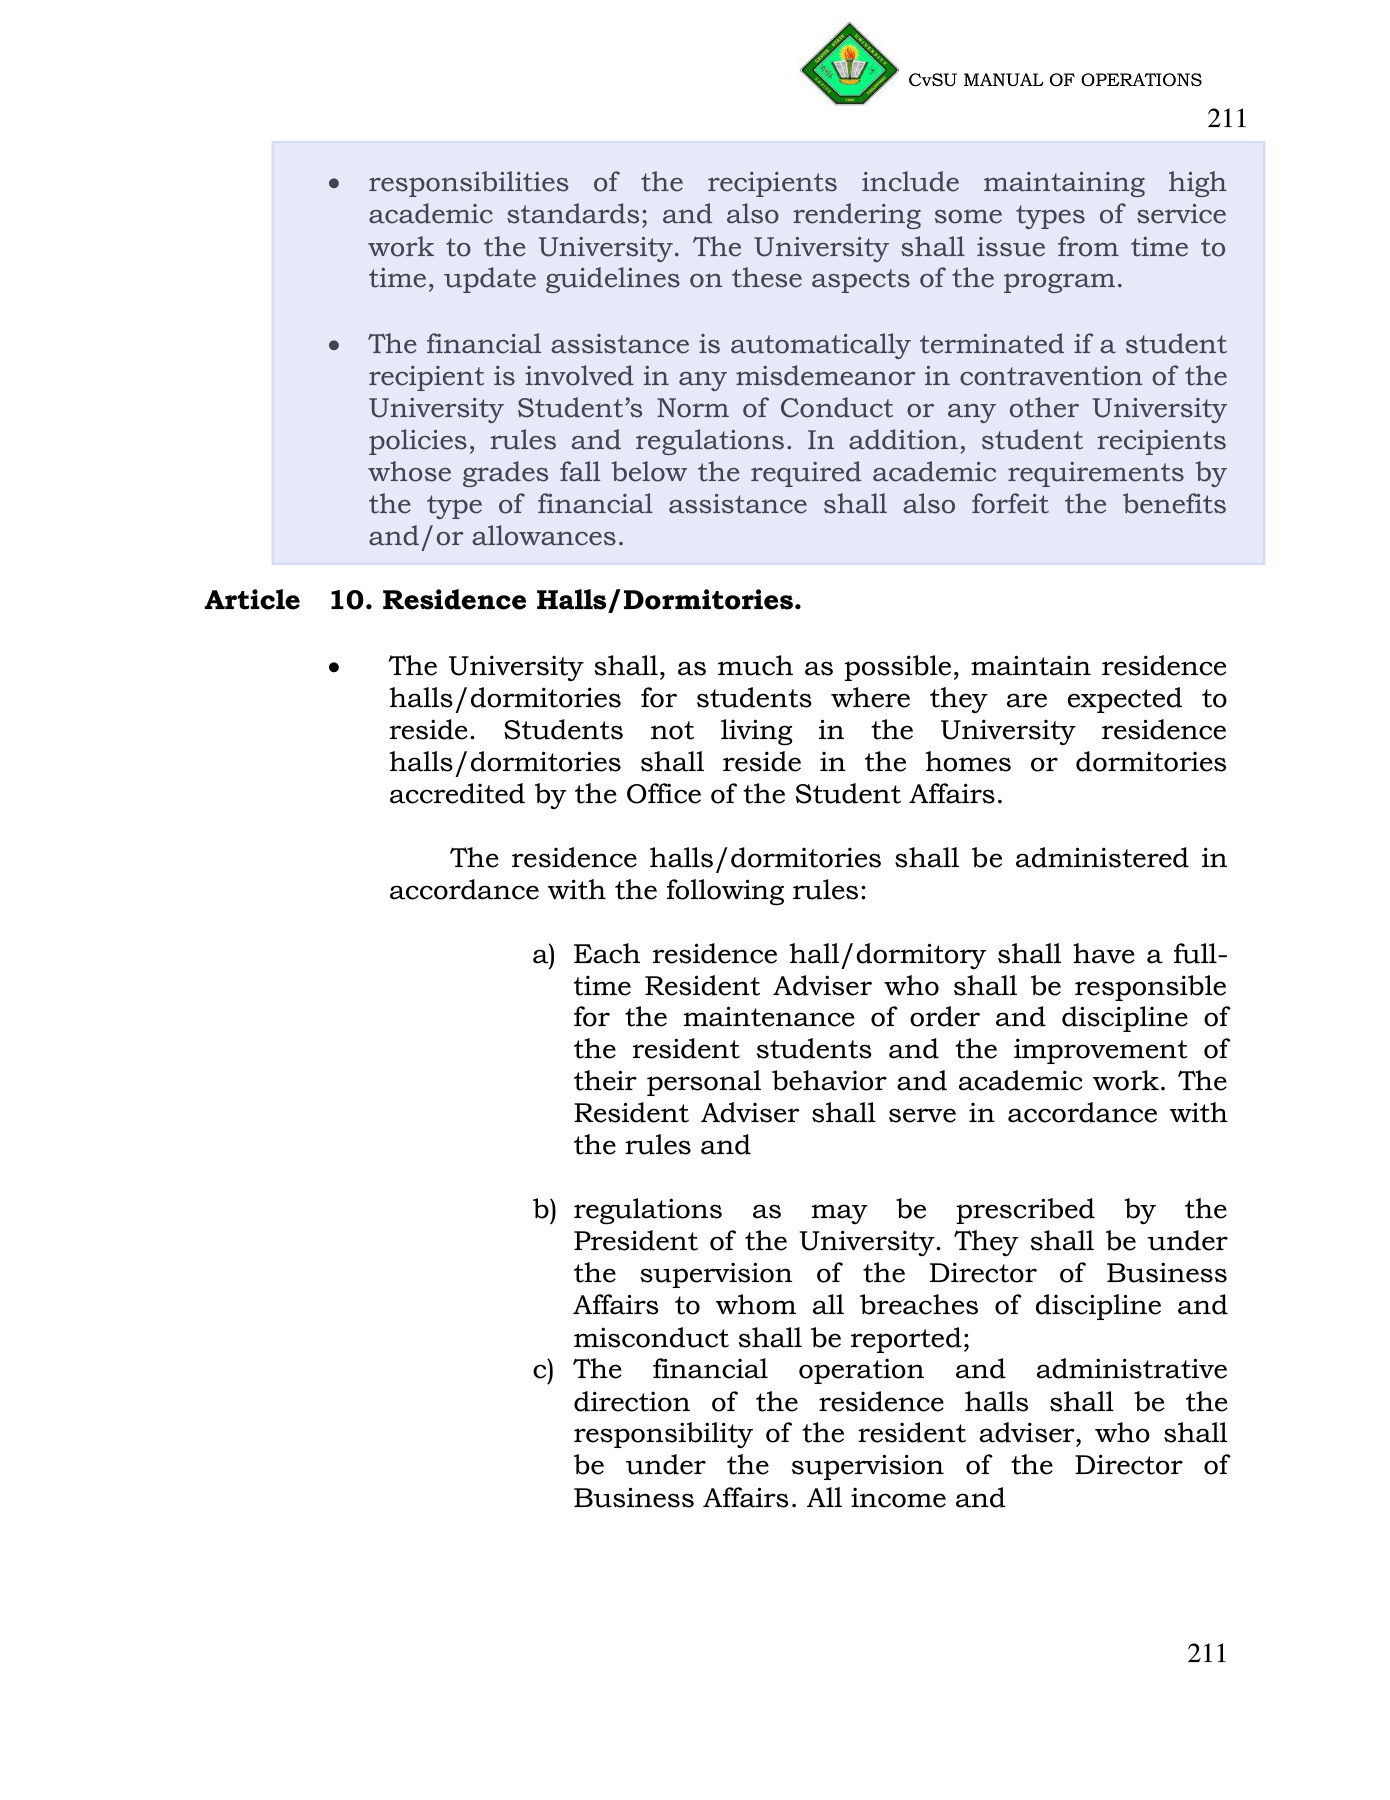 CvSU MANUAL OF OPERATIONS
211
• responsibilities of the recipients include maintaining high
academic standards; and also rendering some types of service
work to the University. The University shall issue from time to
time, update guidelines on these aspects of the program.
• The financial assistance is automatically terminated if a student
recipient is involved in any misdemeanor in contravention of the
University Student’s Norm of Conduct or any other University
policies, rules and regulations. In addition, student recipients
whose grades fall below the required academic requirements by
the type of financial assistance shall also forfeit the benefits
and/or allowances.
Article 10. Residence Halls/Dormitories.
• The University shall, as much as possible, maintain residence
halls/dormitories for students where they are expected to
reside. Students not living in the University residence
halls/dormitories shall reside in the homes or dormitories
accredited by the Office of the Student Affairs.
The residence halls/dormitories shall be administered in
accordance with the following rules:
a) Each residence hall/dormitory shall have a full-
time Resident Adviser who shall be responsible
for the maintenance of order and discipline of
the resident students and the improvement of
their personal behavior and academic work. The
Resident Adviser shall serve in accordance with
the rules and
b) regulations as may be prescribed by the
President of the University. They shall be under
the supervision of the Director of Business
Affairs to whom all breaches of discipline and
misconduct shall be reported;
c) The financial operation and administrative
direction of the residence halls shall be the
responsibility of the resident adviser, who shall
be under the supervision of the Director of
Business Affairs. All income and
211